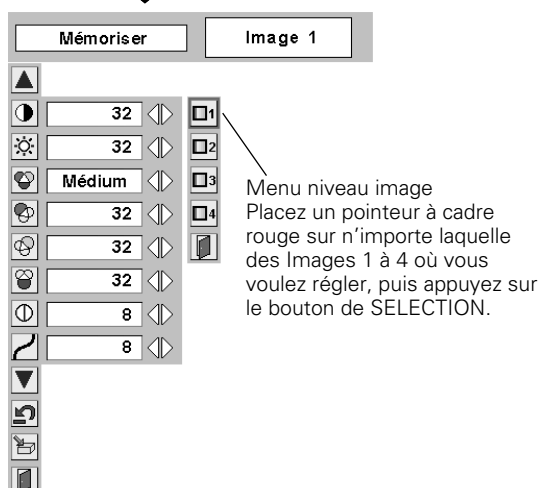 Mémoriser
Image 1
32
1
32
2
Médium
3
32
4
32
32
8
8
Menu niveau image
Placez un pointeur à cadre
rouge sur n'importe laquelle
des Images 1 à 4 où vous
voulez régler, puis appuyez sur
le bouton de SELECTION.